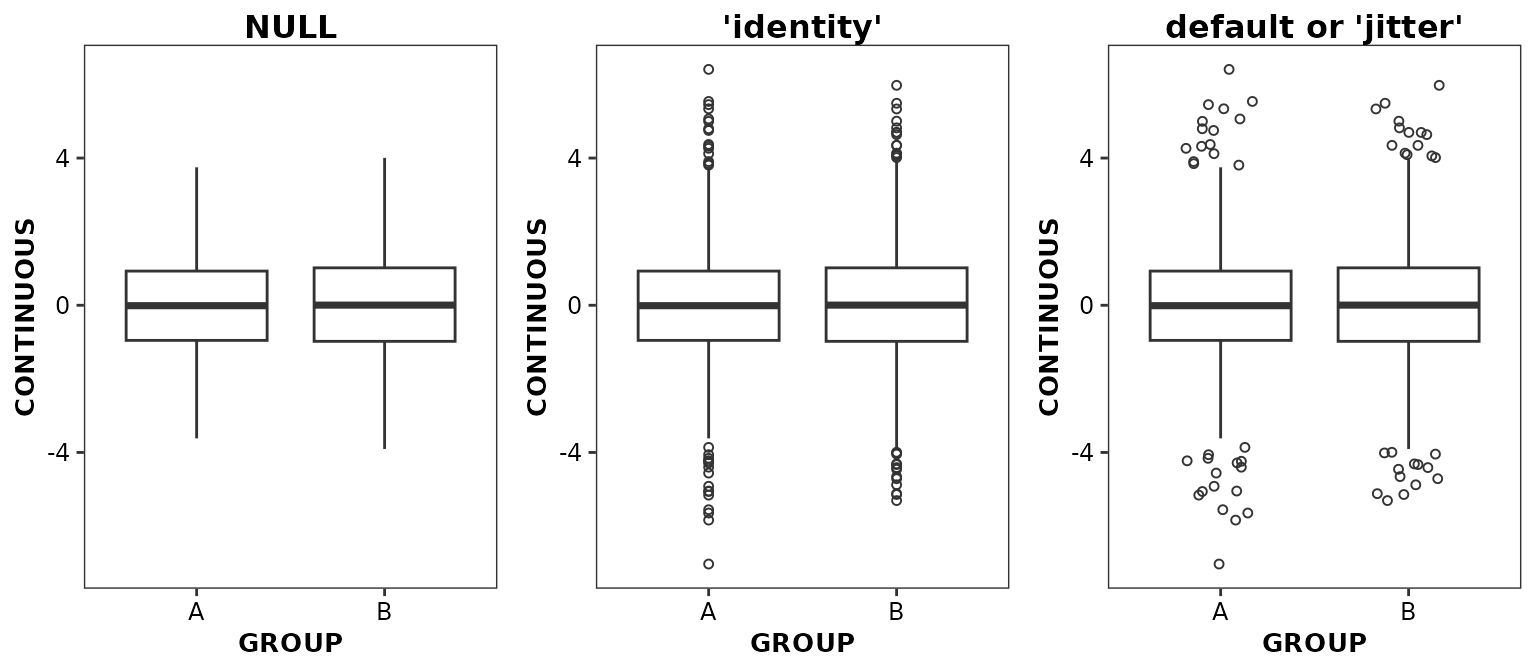 NULL
'identity'
default or 'jitter'
CONTINUOUS
4
0
-4
A
B
GROUP
CONTINUOUS
4
0
-4
A
B
GROUP
CONTINUOUS
4
0
-4
A
B
GROUP